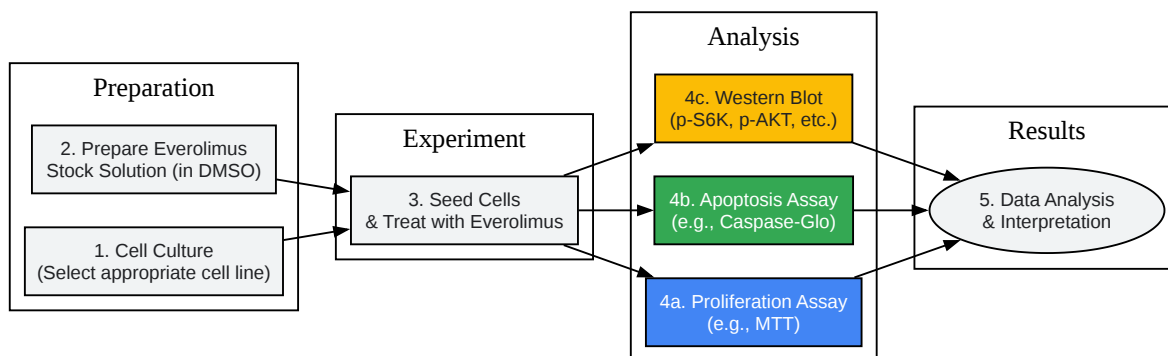 Preparation
2. Prepare Everolimus
Stock Solution (in DMSO)
1. Cell Culture
(Select appropriate cell line)
Experiment
3. Seed Cells
& Treat with Everolimus
Analysis
4c. Western Blot
(p-S6K, p-AKT, etc.)
4b. Apoptosis Assay
(e.g., Caspase-Glo)
4a. Proliferation Assay
(e.g., MTT)
Results
5. Data Analysis
& Interpretation